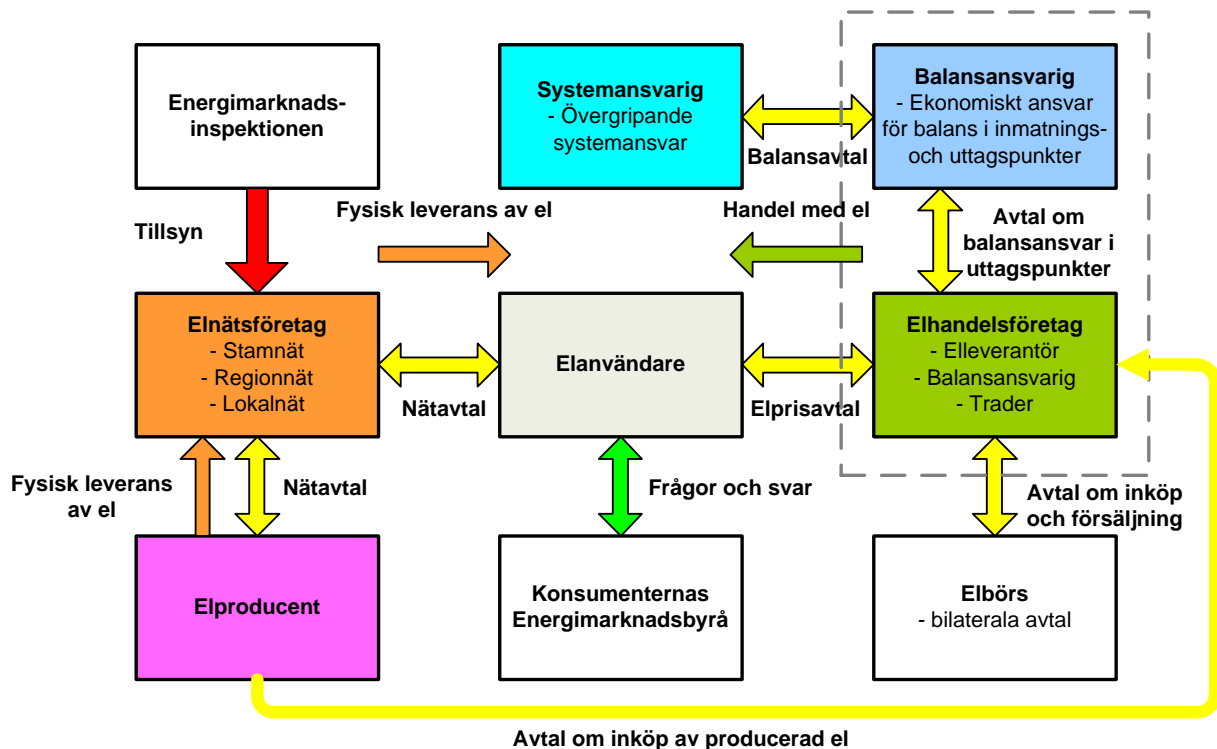 Energimarknads-
inspektionen
Systemansvarig
- Övergripande
systemansvar
Balansansvarig
- Ekonomiskt ansvar
för balans i inmatnings-
och uttagspunkter
Balansavtal
Tillsyn
Fysisk leverans av el
Handel med el
Avtal om
balansansvar i
uttagspunkter
Elnätsföretag
- Stamnät
- Regionnät
- Lokalnät
Nätavtal
Elanvändare
Elprisavtal
Elhandelsföretag
- Elleverantör
- Balansansvarig
- Trader
Fysisk leverans
av el
Nätavtal
Frågor och svar
Avtal om inköp
och försäljning
Elproducent
Konsumenternas
Energimarknadsbyrå
Elbörs
- bilaterala avtal
Avtal om inköp av producerad el